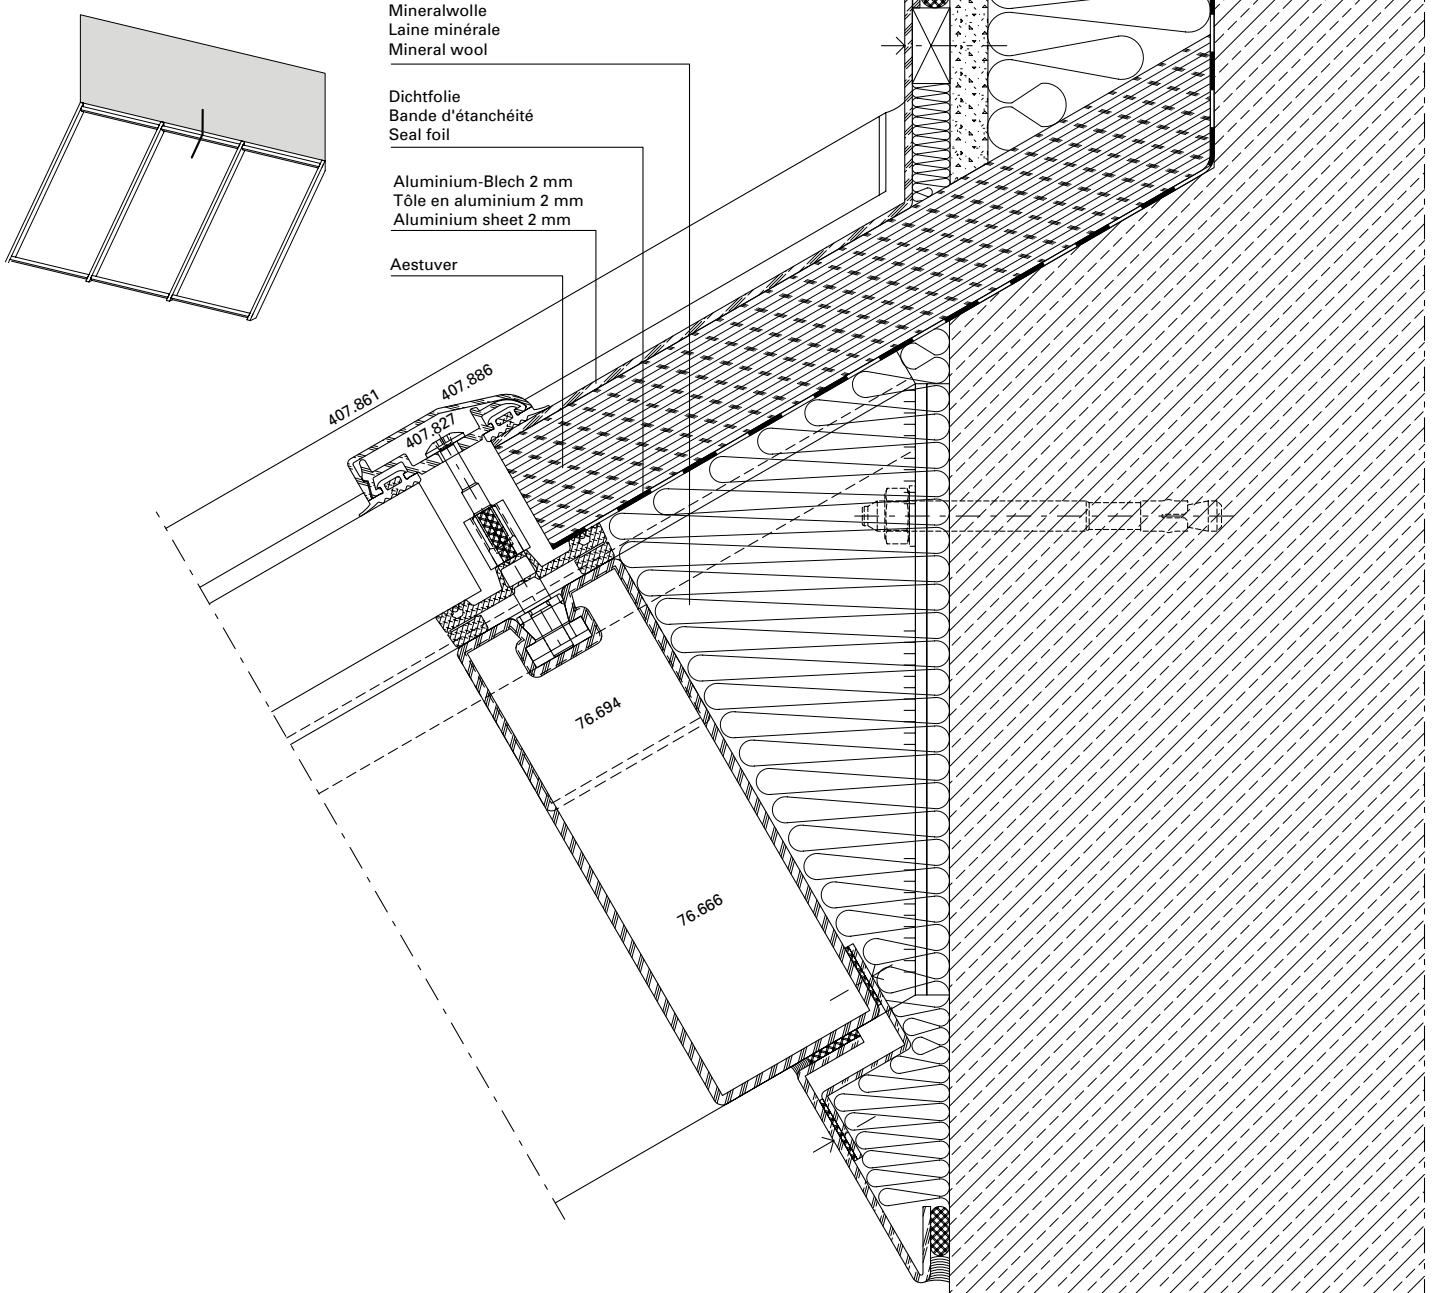 Mineralwolle
Laine minérale
Mineral wool
Dichtfolie
Bande d'étanchéité
Seal foil
Aluminium-Blech 2 mm
Tôle en aluminium 2 mm
Aluminium sheet 2 mm
Aestuver
407.861
407.886
407.827
76.694
76.666